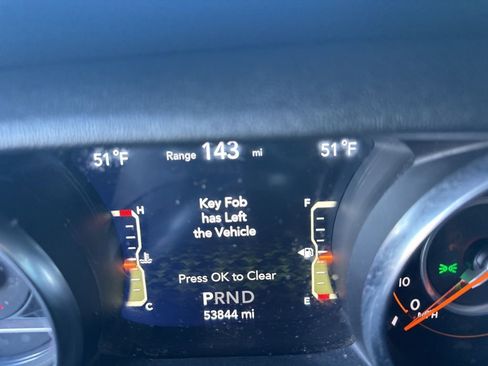 51°F Range 143 mi 51°F
Key Fob
has Left
the Vehicle
H F
Press OK to Clear
PRND
C 53844 mi E
10
0
MPH